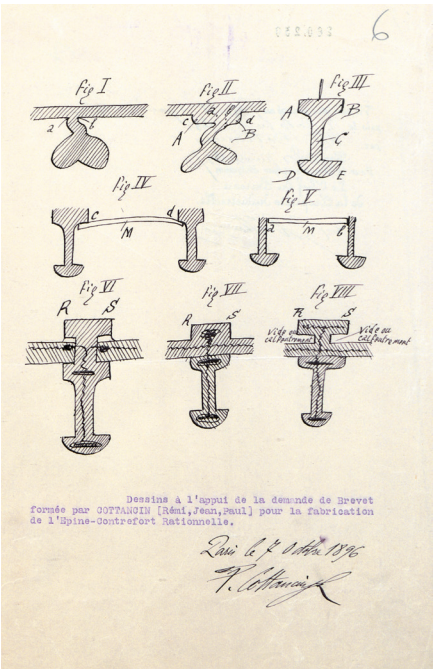 6
Fig I
Fig II
Fig III
a b
c A a e d B
A B G D E
Fig IV
Fig V
c d M
a M b
Fig VI
Fig VII
Fig VIII
R S
R S
R S
Vide ou calfeutrement
Vide ou calfeutrement
Dessins à l'appui de la demande de Brevet
formée par COTTANCIN [Rémi,Jean,Paul] pour la fabrication
de l'Epine-Contrefort Rationnelle.
Paris le 7 Octobre 1896
P. Cottancin